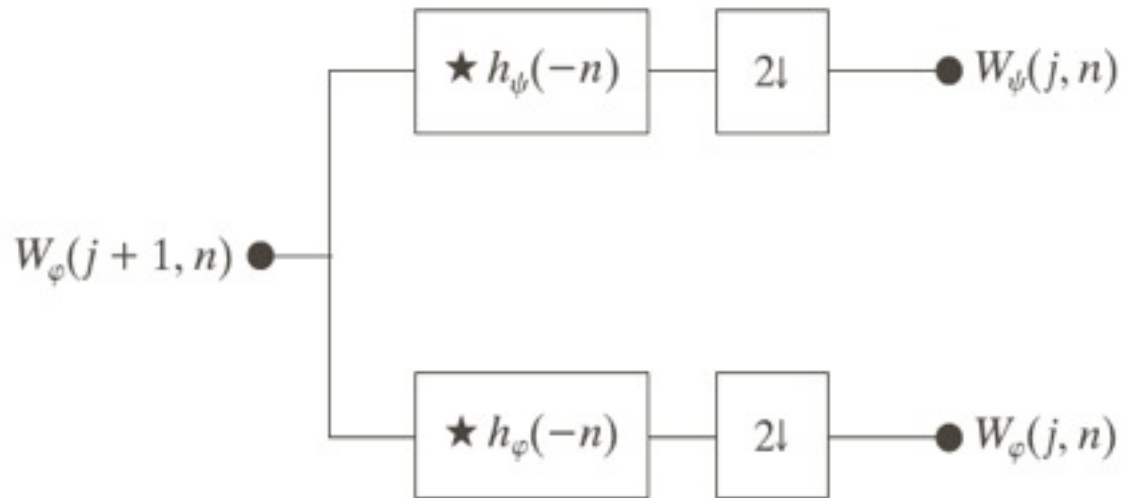 ★ h_ψ(−n)
2↓
W_ψ(j, n)
W_φ(j + 1, n)
★ h_φ(−n)
2↓
W_φ(j, n)